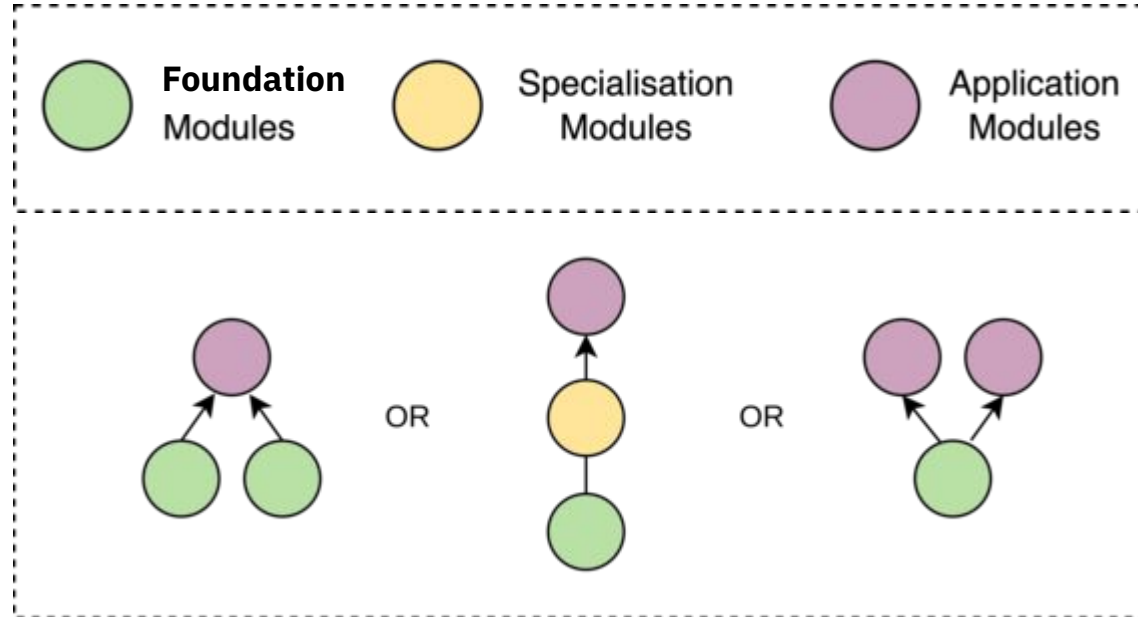 Foundation
Modules
Specialisation
Modules
Application
Modules
OR
OR